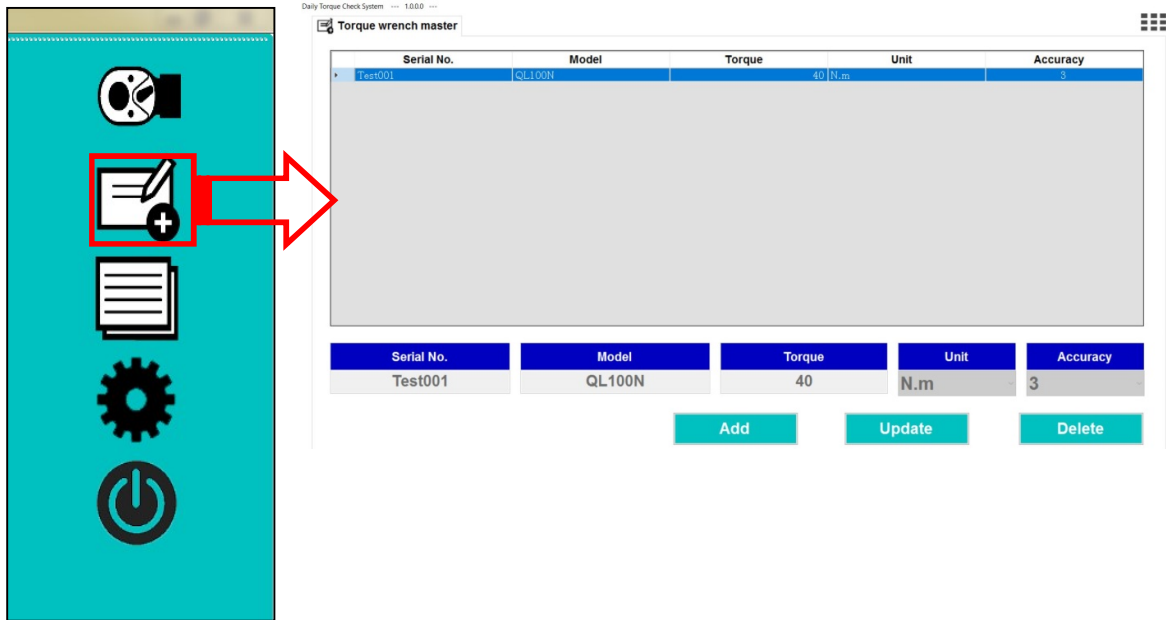 Daily Torque Check System --- 1.0.0.0 ---
Torque wrench master
Serial No. Model Torque Unit Accuracy
Test001 QL100N 40 N.m 3
Serial No. Model Torque Unit Accuracy
Test001 QL100N 40 N.m 3
Add Update Delete